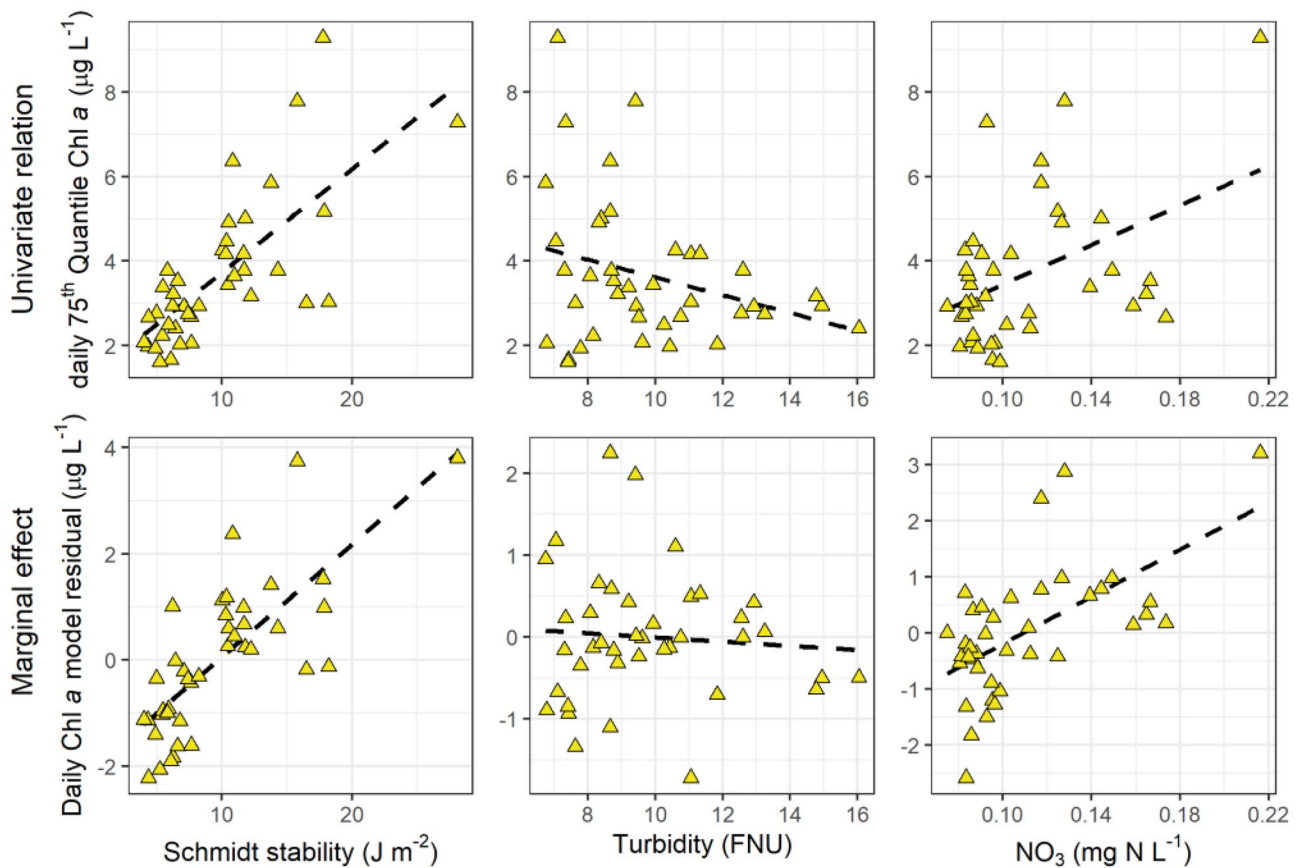 Univariate relation
daily 75th Quantile Chl a (μg L−1)
8
6
4
2
10 20
8
6
4
2
6 8 10 12 14 16
8
6
4
2
0.10 0.14 0.18 0.22
Marginal effect
Daily Chl a model residual (μg L−1)
4
2
0
-2
10 20
Schmidt stability (J m−2)
2
1
0
-1
8 10 12 14 16
Turbidity (FNU)
3
2
1
0
-1
-2
0.10 0.14 0.18 0.22
NO3 (mg N L−1)